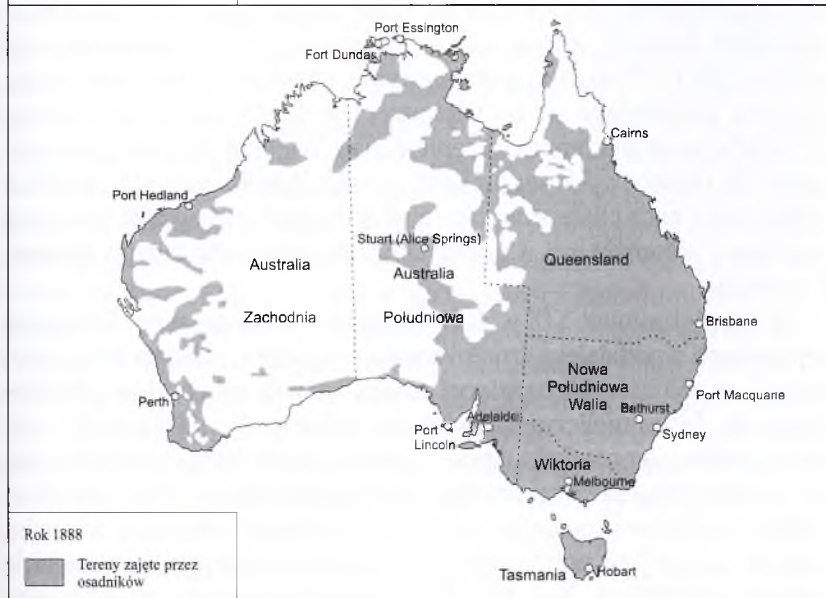 Port Essington
Fort Dundas
Cairns
Port Hedland
Stuart (Alice Springs)
Australia
Zachodnia
Australia
Południowa
Queensland
Brisbane
Nowa
Południowa
Walia
Port Macquarie
Bathurst
Sydney
Perth
Port
Lincoln
Adelaide
Wiktoria
Melbourne
Rok 1888
Tereny zajęte przez
osadników
Tasmania
Hobart